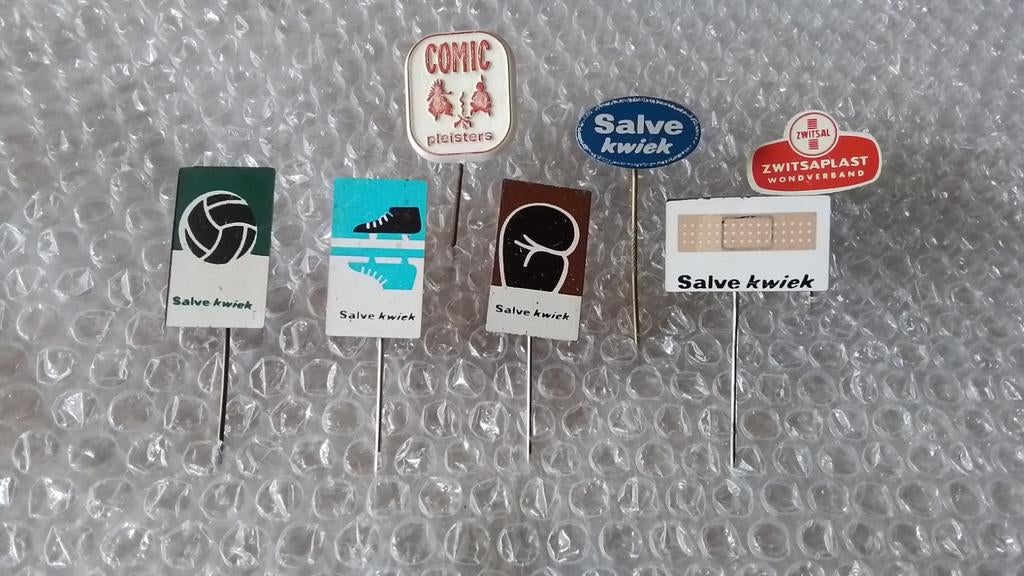 COMIC
pleisters
Salve
kwiek
ZWITSAL
ZWITSAPLAST
WONDVERBAND
Salve kwiek
Salve kwiek
Salve kwiek
Salve kwiek